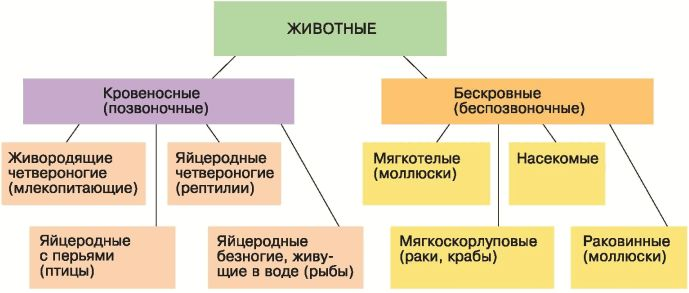 ЖИВОТНЫЕ
Кровеносные
(позвоночные)
Бескровные
(беспозвоночные)
Живородящие
четвероногие
(млекопитающие)
Яйцеродные
четвероногие
(рептилии)
Мягкотелые
(моллюски)
Насекомые
Яйцеродные
с перьями
(птицы)
Яйцеродные
безногие, живу-
щие в воде (рыбы)
Мягкоскорлуповые
(раки, крабы)
Раковинные
(моллюски)